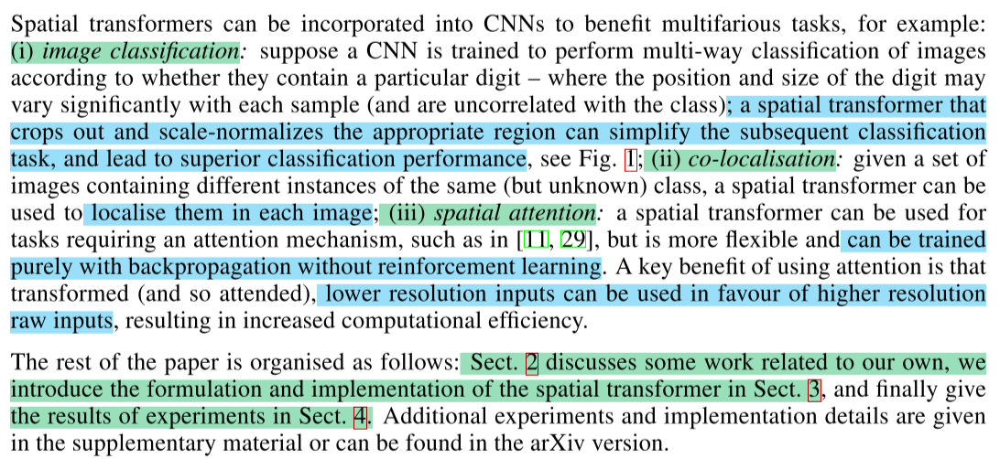 Spatial transformers can be incorporated into CNNs to benefit multifarious tasks, for example:
(i) image classification: suppose a CNN is trained to perform multi-way classification of images
according to whether they contain a particular digit – where the position and size of the digit may
vary significantly with each sample (and are uncorrelated with the class); a spatial transformer that
crops out and scale-normalizes the appropriate region can simplify the subsequent classification
task, and lead to superior classification performance, see Fig. 1; (ii) co-localisation: given a set of
images containing different instances of the same (but unknown) class, a spatial transformer can be
used to localise them in each image; (iii) spatial attention: a spatial transformer can be used for
tasks requiring an attention mechanism, such as in [11, 29], but is more flexible and can be trained
purely with backpropagation without reinforcement learning. A key benefit of using attention is that
transformed (and so attended), lower resolution inputs can be used in favour of higher resolution
raw inputs, resulting in increased computational efficiency.
The rest of the paper is organised as follows: Sect. 2 discusses some work related to our own, we
introduce the formulation and implementation of the spatial transformer in Sect. 3, and finally give
the results of experiments in Sect. 4. Additional experiments and implementation details are given
in the supplementary material or can be found in the arXiv version.